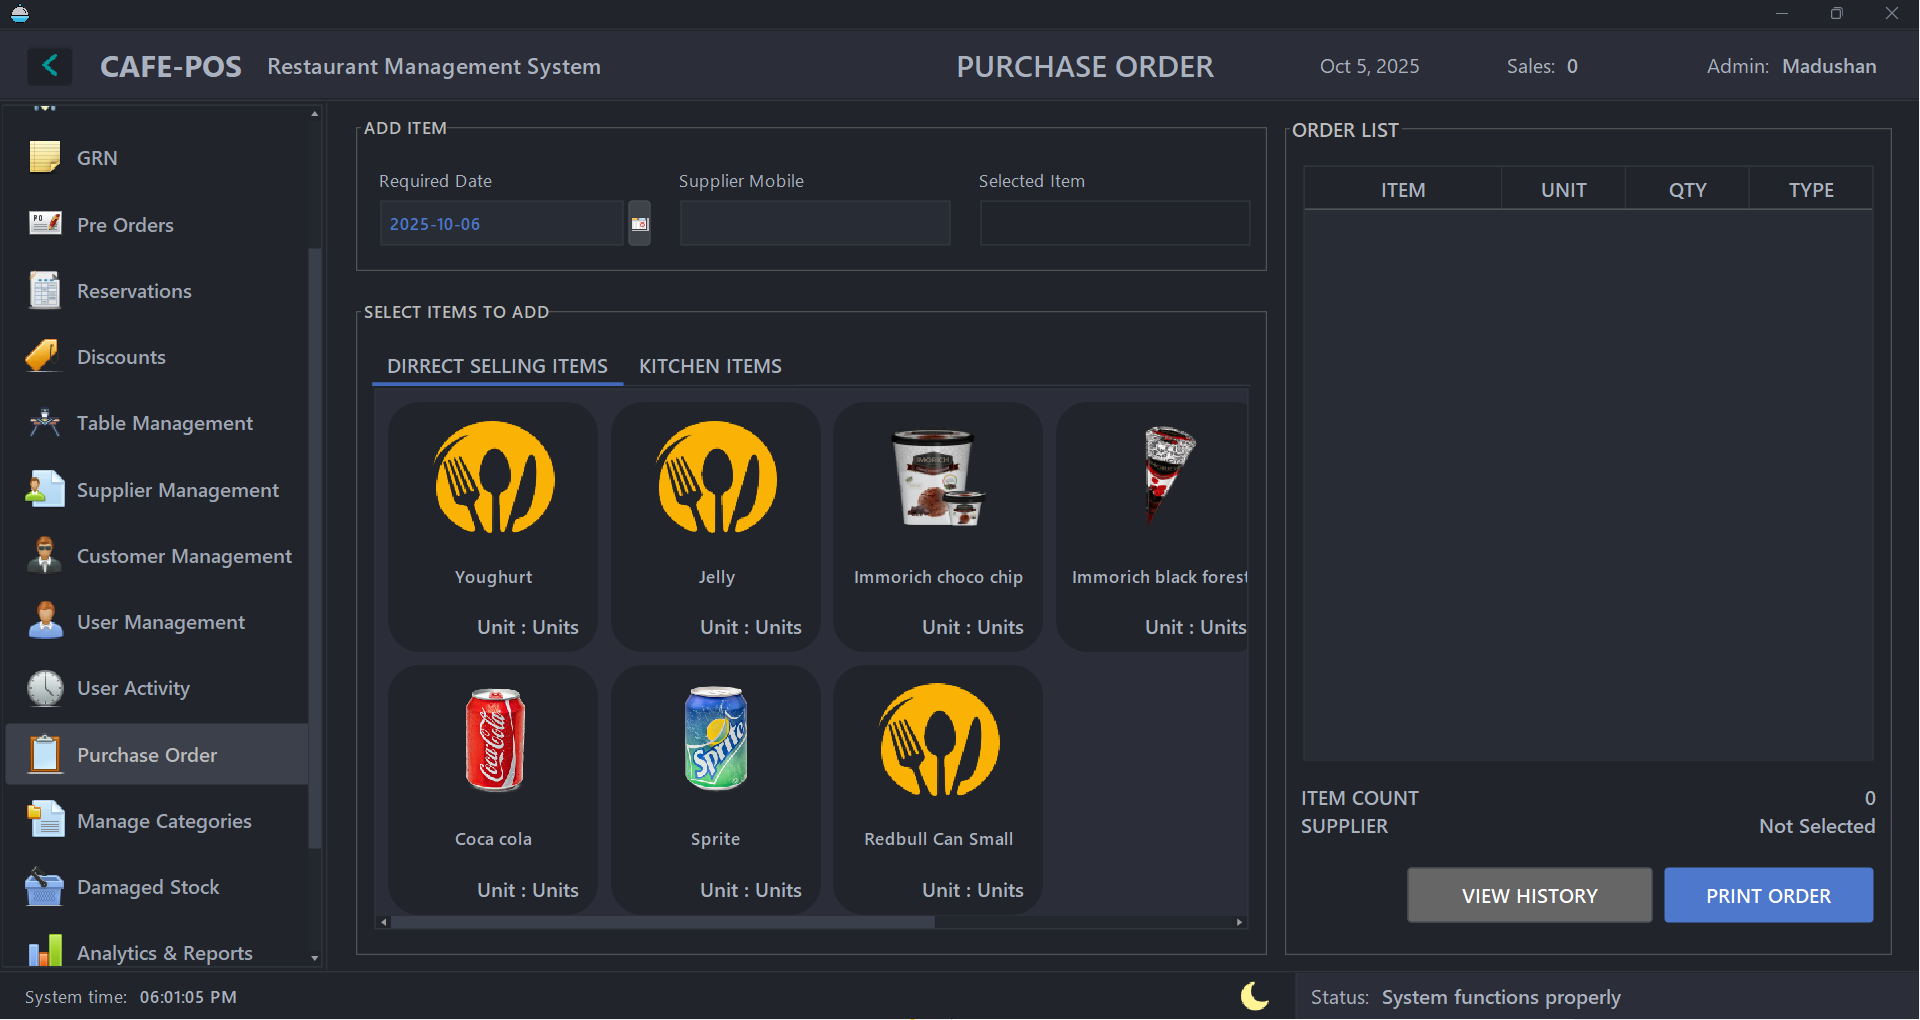 CAFE-POS Restaurant Management System PURCHASE ORDER Oct 5, 2025 Sales: 0 Admin: Madushan
GRN
Pre Orders
Reservations
Discounts
Table Management
Supplier Management
Customer Management
User Management
User Activity
Purchase Order
Manage Categories
Damaged Stock
Analytics & Reports
ADD ITEM
Required Date Supplier Mobile Selected Item
2025-10-06
SELECT ITEMS TO ADD
DIRRECT SELLING ITEMS KITCHEN ITEMS
IMORICH
Youghurt Jelly Immorich choco chip Immorich black forest
Unit : Units Unit : Units Unit : Units Unit : Units
Coca-Cola Sprite
Coca cola Sprite Redbull Can Small
Unit : Units Unit : Units Unit : Units
ORDER LIST
ITEM UNIT QTY TYPE
ITEM COUNT 0
SUPPLIER Not Selected
VIEW HISTORY PRINT ORDER
System time: 06:01:05 PM Status: System functions properly